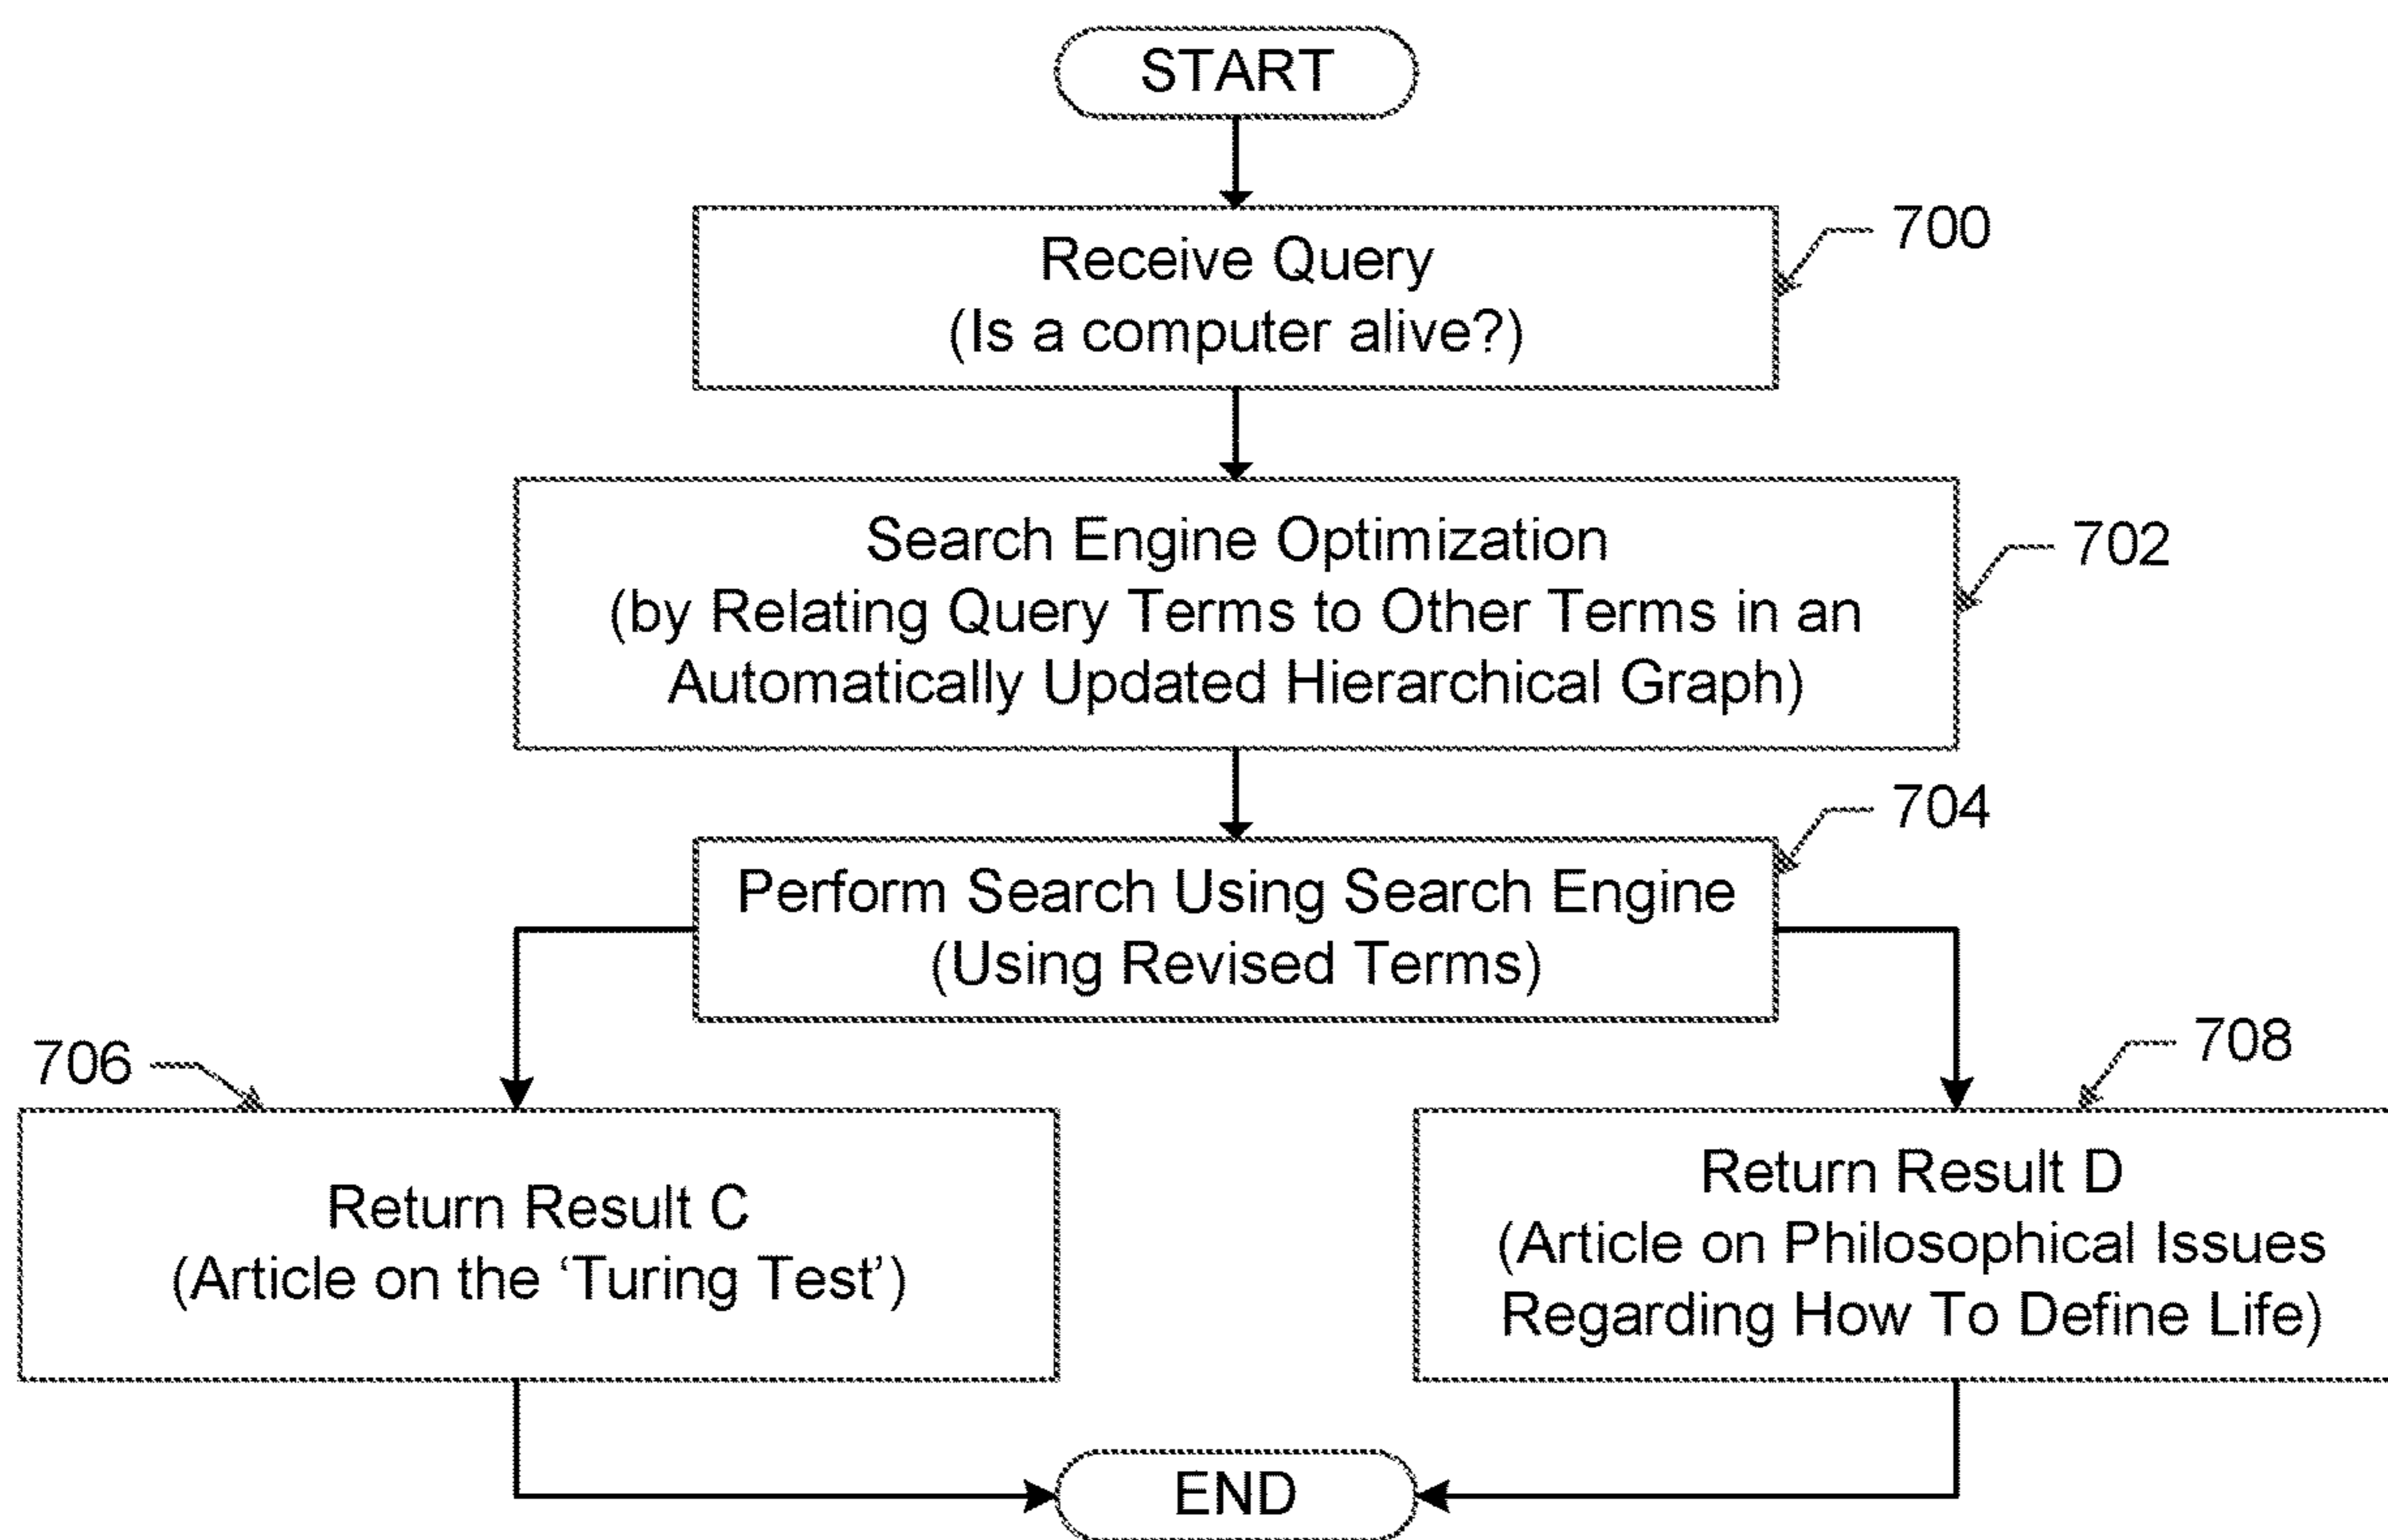 START
Receive Query
(Is a computer alive?)
700
Search Engine Optimization
(by Relating Query Terms to Other Terms in an
Automatically Updated Hierarchical Graph)
702
704
Perform Search Using Search Engine
(Using Revised Terms)
706
708
Return Result C
(Article on the ‘Turing Test’)
Return Result D
(Article on Philosophical Issues
Regarding How To Define Life)
END